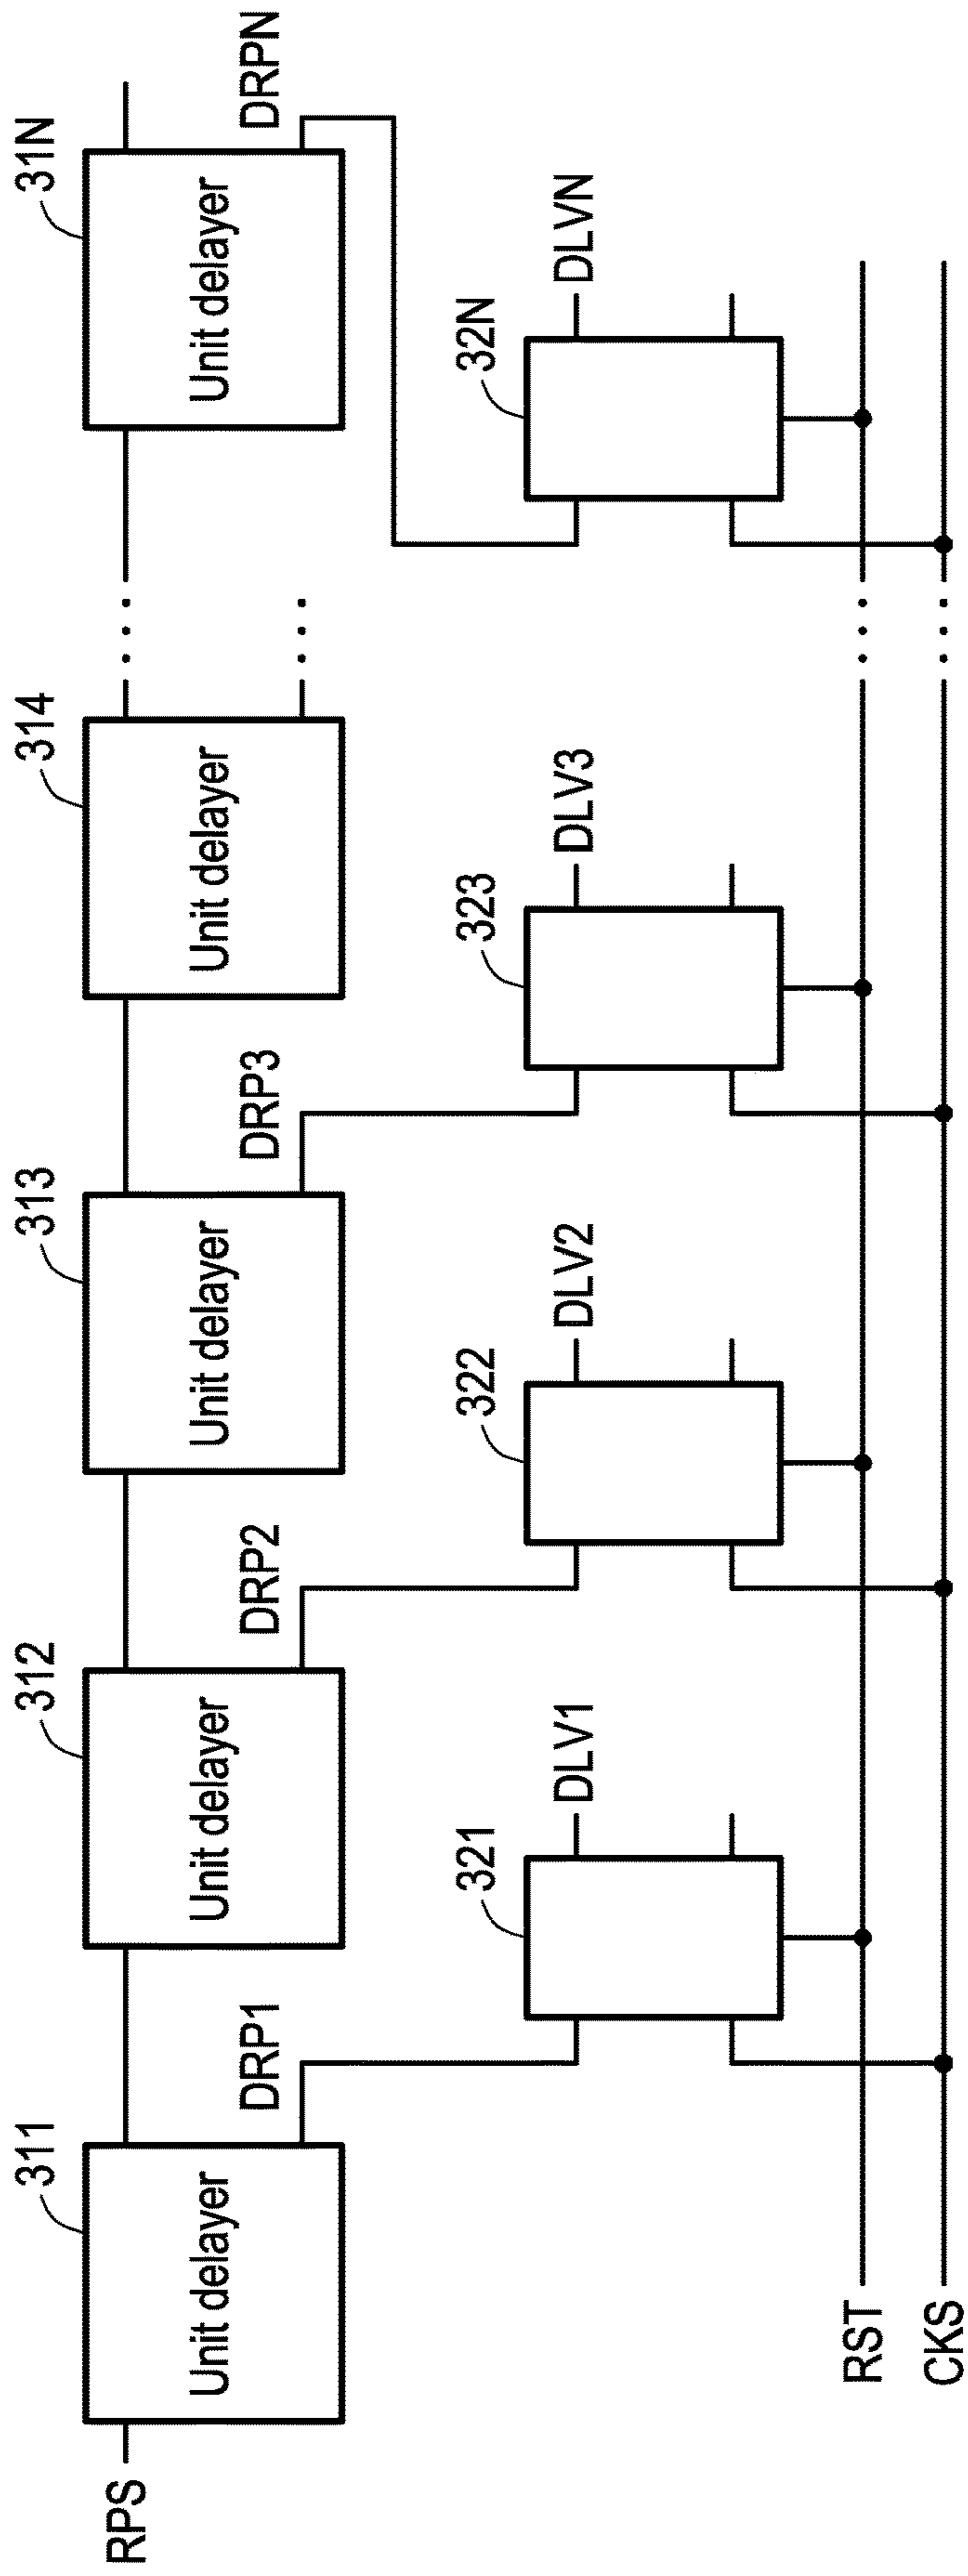 311
312
313
314
31N
RPS
Unit delayer
Unit delayer
Unit delayer
Unit delayer
Unit delayer
DRP1
DRP2
DRP3
DRPN
321
322
323
32N
DLV1
DLV2
DLV3
DLVN
RST
CKS